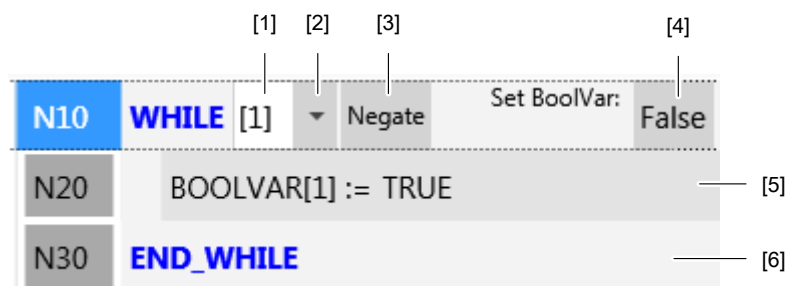 [1] [2] [3] [4]
N10 WHILE [1] Negate Set BoolVar: False
N20 BOOLVAR[1] := TRUE [5]
N30 END_WHILE [6]